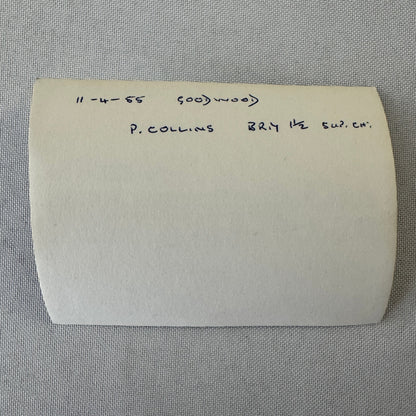 11-4-55 GOODWOOD
P. COLLINS BRM 1½ SUP. CH.